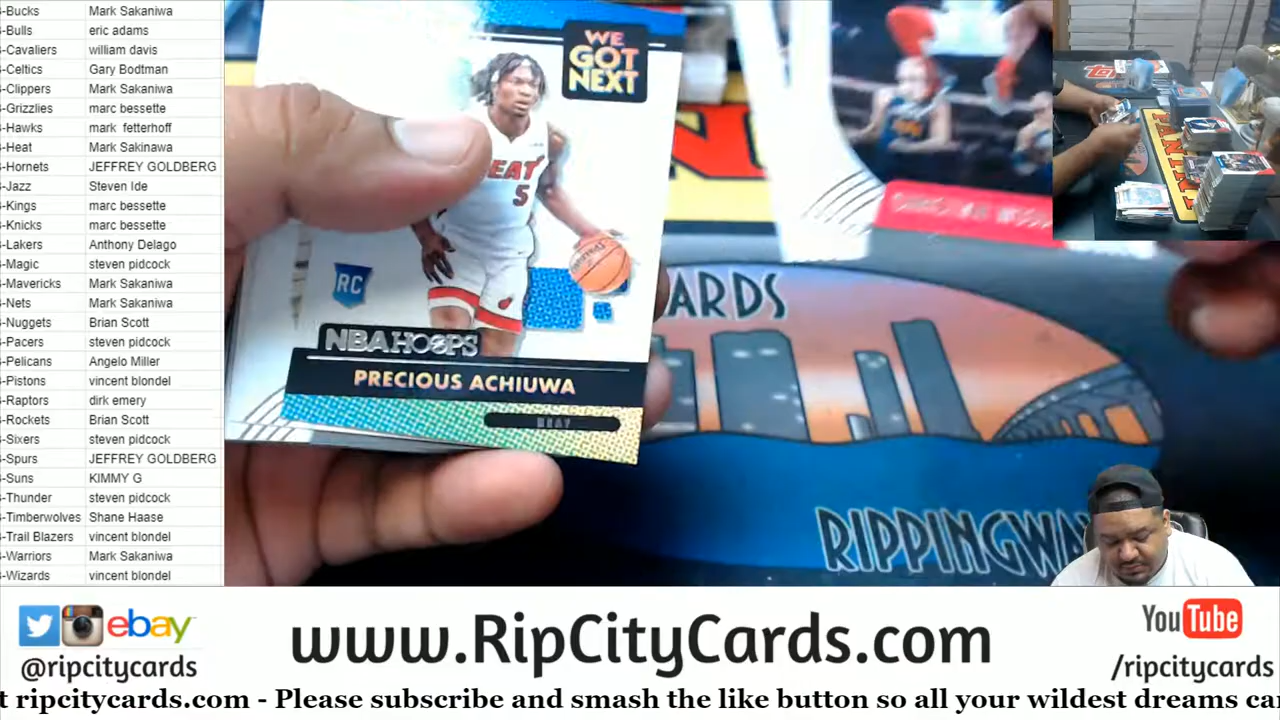 -Bucks Mark Sakaniwa
-Bulls eric adams
-Cavaliers william davis
-Celtics Gary Bodtman
-Clippers Mark Sakaniwa
-Grizzlies marc bessette
-Hawks mark fetterhoff
-Heat Mark Sakinawa
-Hornets JEFFREY GOLDBERG
-Jazz Steven Ide
-Kings marc bessette
-Knicks marc bessette
-Lakers Anthony Delago
-Magic steven pidcock
-Mavericks Mark Sakaniwa
-Nets Mark Sakaniwa
-Nuggets Brian Scott
-Pacers steven pidcock
-Pelicans Angelo Miller
-Pistons vincent blondel
-Raptors dirk emery
-Rockets Brian Scott
-Sixers steven pidcock
-Spurs JEFFREY GOLDBERG
-Suns KIMMY G
-Thunder steven pidcock
-Timberwolves Shane Haase
-Trail Blazers vincent blondel
-Warriors Mark Sakaniwa
-Wizards vincent blondel
WE
GOT
NEXT
HEAT
5
RC
NBA HOOPS
PRECIOUS ACHIUWA
HEAT
ARDS
RIPPINGWA
PANINI
ebay
@ripcitycards
www.RipCityCards.com
YouTube
/ripcitycards
t ripcitycards.com - Please subscribe and smash the like button so all your wildest dreams ca